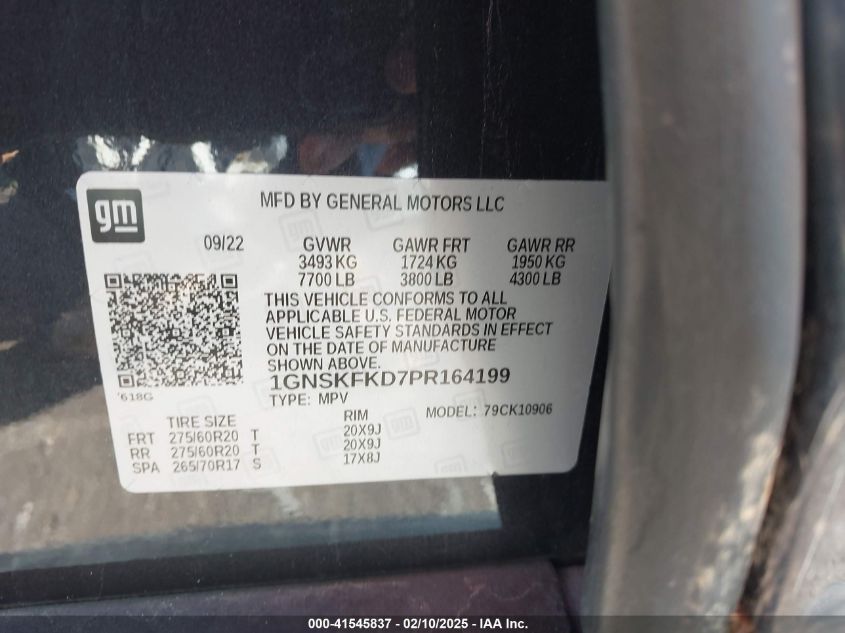 gm
MFD BY GENERAL MOTORS LLC
09/22 GVWR GAWR FRT GAWR RR
3493 KG 1724 KG 1950 KG
7700 LB 3800 LB 4300 LB
THIS VEHICLE CONFORMS TO ALL
APPLICABLE U.S. FEDERAL MOTOR
VEHICLE SAFETY STANDARDS IN EFFECT
ON THE DATE OF MANUFACTURE
SHOWN ABOVE.
1GNSKFKD7PR164199
'618G
TYPE: MPV MODEL: 79CK10906
TIRE SIZE RIM
FRT 275/60R20 T 20X9J
RR 275/60R20 T 20X9J
SPA 265/70R17 S 17X8J
000-41545837 — 02/10/2025 — IAA Inc.